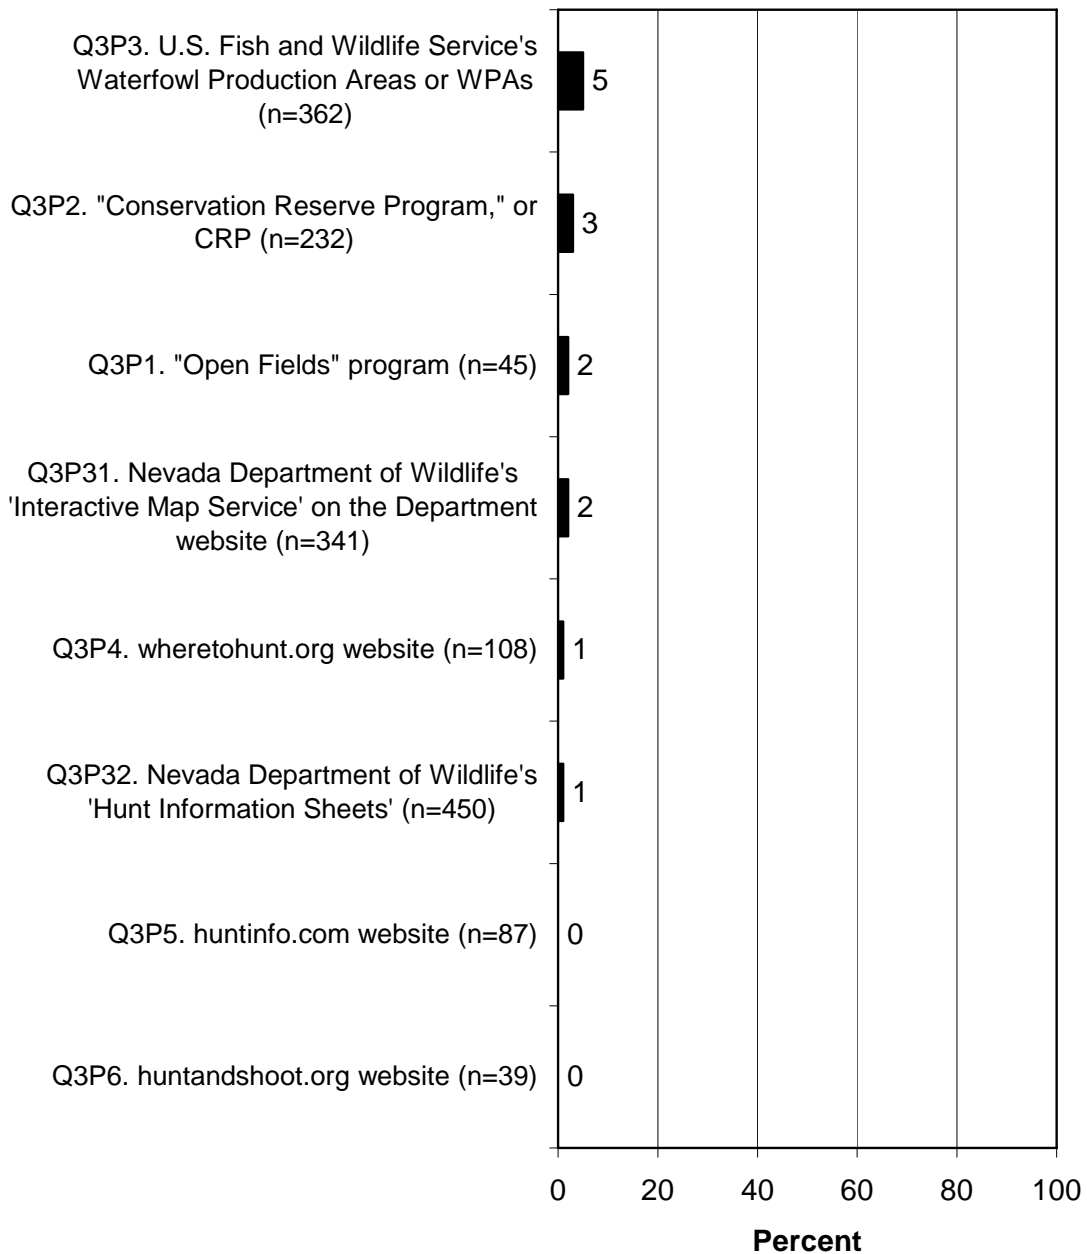 Q3P3. U.S. Fish and Wildlife Service's
Waterfowl Production Areas or WPAs
(n=362)
5
Q3P2. "Conservation Reserve Program," or
CRP (n=232)
3
Q3P1. "Open Fields" program (n=45)
2
Q3P31. Nevada Department of Wildlife's
'Interactive Map Service' on the Department
website (n=341)
2
Q3P4. wheretohunt.org website (n=108)
1
Q3P32. Nevada Department of Wildlife's
'Hunt Information Sheets' (n=450)
1
Q3P5. huntinfo.com website (n=87)
0
Q3P6. huntandshoot.org website (n=39)
0
0 20 40 60 80 100
Percent